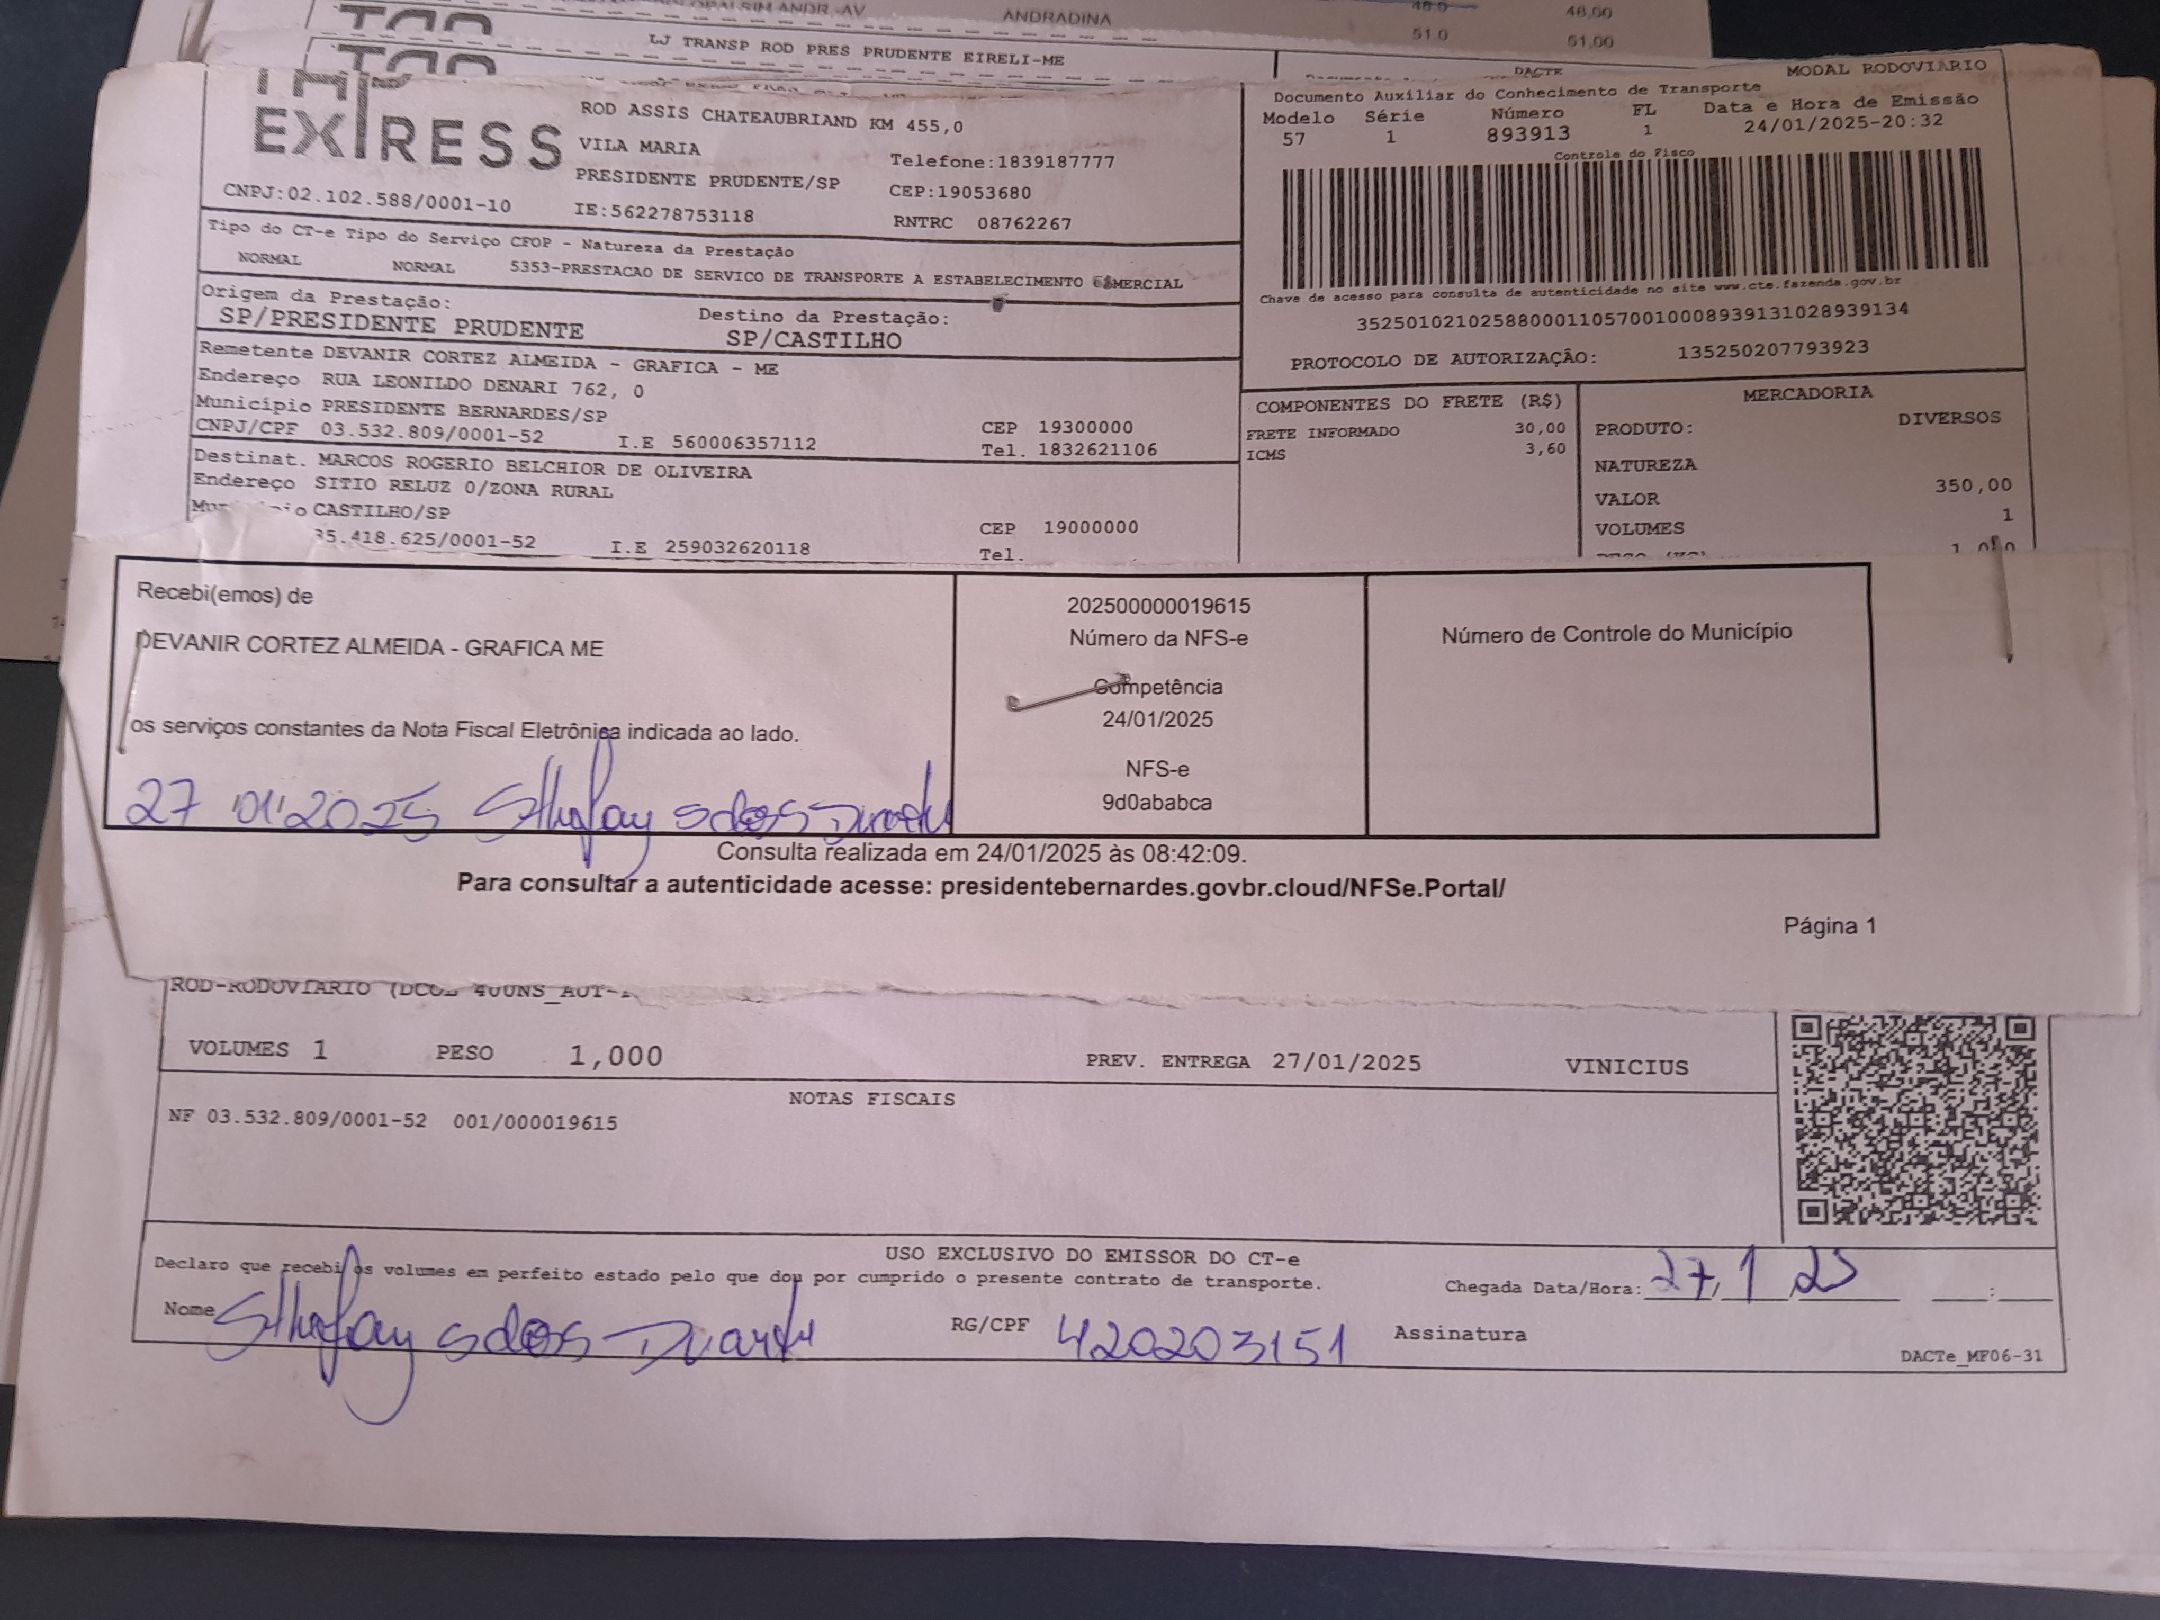 ANDR.-AV ANDRADINA 48,0 48,00
51.0 51,00
LJ TRANSP ROD PRES PRUDENTE EIRELI-ME
EXPRESS
ROD ASSIS CHATEAUBRIAND KM 455,0
VILA MARIA Telefone:1839187777
PRESIDENTE PRUDENTE/SP CEP:19053680
CNPJ:02.102.588/0001-10 IE:562278753118 RNTRC 08762267
DACTE MODAL RODOVIÁRIO
Documento Auxiliar do Conhecimento de Transporte
Modelo Série Número FL Data e Hora de Emissão
57 1 893913 1 24/01/2025-20:32
Controle do Fisco
Chave de acesso para consulta de autenticidade no site www.cte.fazenda.gov.br
35250102102588000110570010008939131028939134
PROTOCOLO DE AUTORIZAÇÃO: 135250207793923
Tipo do CT-e Tipo do Serviço CFOP - Natureza da Prestação
NORMAL NORMAL 5353-PRESTACAO DE SERVICO DE TRANSPORTE A ESTABELECIMENTO COMERCIAL
Origem da Prestação: Destino da Prestação:
SP/PRESIDENTE PRUDENTE SP/CASTILHO
Remetente DEVANIR CORTEZ ALMEIDA - GRAFICA - ME
Endereço RUA LEONILDO DENARI 762, 0
Município PRESIDENTE BERNARDES/SP CEP 19300000
CNPJ/CPF 03.532.809/0001-52 I.E 560006357112 Tel. 1832621106
Destinat. MARCOS ROGERIO BELCHIOR DE OLIVEIRA
Endereço SITIO RELUZ 0/ZONA RURAL
CASTILHO/SP CEP 19000000
35.418.625/0001-52 I.E 259032620118 Tel.
COMPONENTES DO FRETE (R$)
FRETE INFORMADO 30,00
ICMS 3,60
MERCADORIA
PRODUTO: DIVERSOS
NATUREZA
VALOR 350,00
VOLUMES 1
Recebi(emos) de
DEVANIR CORTEZ ALMEIDA - GRAFICA ME
os serviços constantes da Nota Fiscal Eletrônica indicada ao lado.
27 01 2025
202500000019615
Número da NFS-e
Competência
24/01/2025
NFS-e
9d0ababca
Número de Controle do Município
Consulta realizada em 24/01/2025 às 08:42:09.
Para consultar a autenticidade acesse: presidentebernardes.govbr.cloud/NFSe.Portal/
Página 1
ROD-RODOVIARIO
VOLUMES 1 PESO 1,000 PREV. ENTREGA 27/01/2025 VINICIUS
NOTAS FISCAIS
NF 03.532.809/0001-52 001/000019615
USO EXCLUSIVO DO EMISSOR DO CT-e
Declaro que recebi os volumes em perfeito estado pelo que dou por cumprido o presente contrato de transporte.
Chegada Data/Hora: 27/1/25 :
Nome Duarte RG/CPF 420203151 Assinatura
DACTe_MF06-31